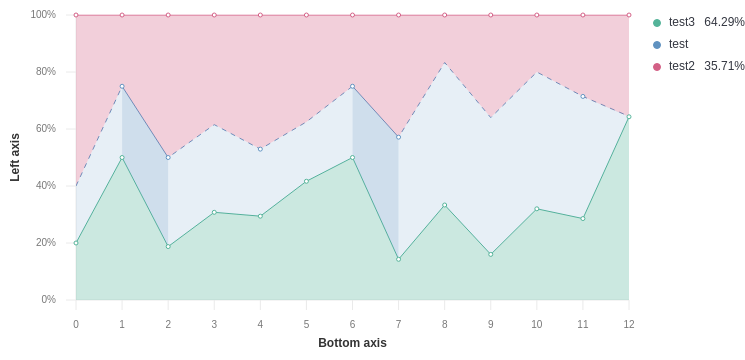 100%
80%
60%
40%
20%
0%
Left axis
0 1 2 3 4 5 6 7 8 9 10 11 12
Bottom axis
test3 64.29%
test
test2 35.71%